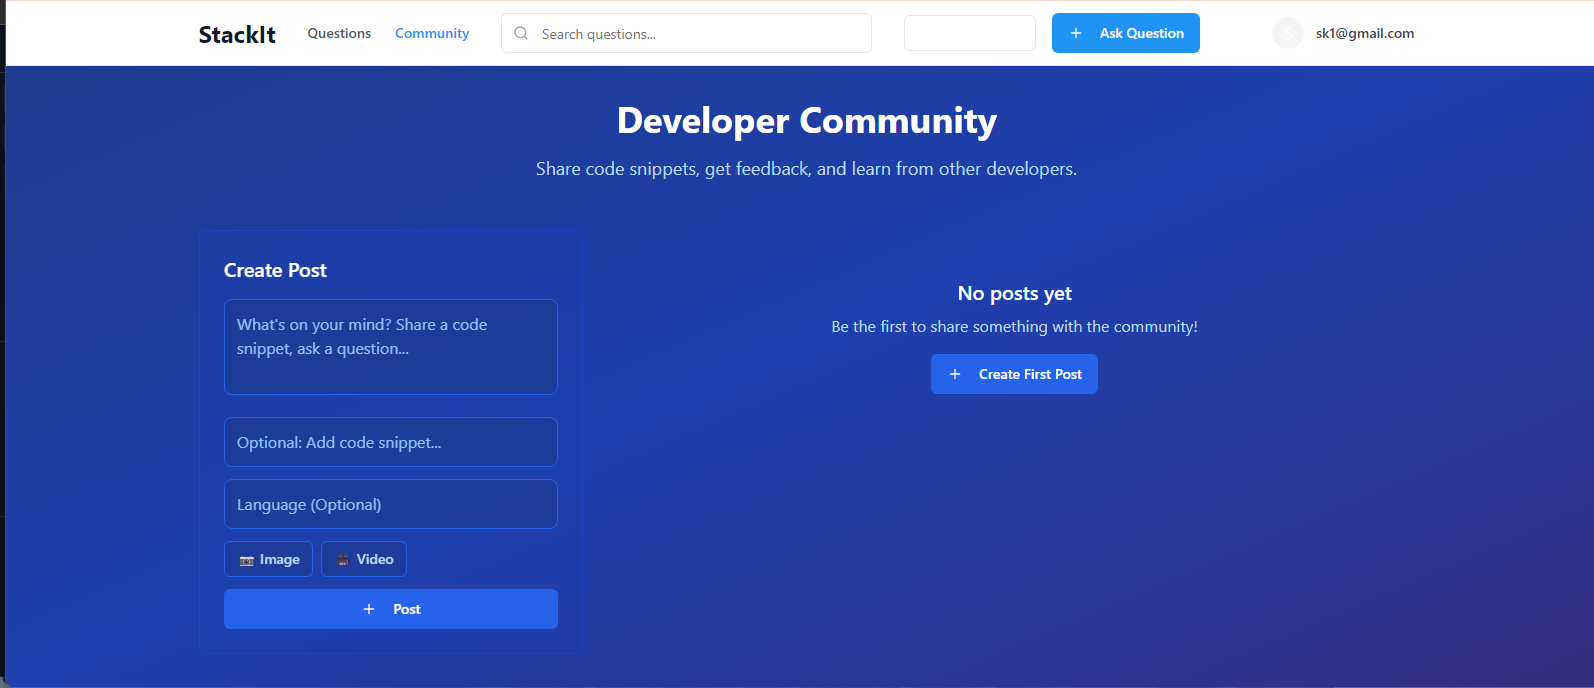 StackIt
Questions
Community
Search questions...
Ask Question
S
sk1@gmail.com
Developer Community
Share code snippets, get feedback, and learn from other developers.
Create Post
What's on your mind? Share a code
snippet, ask a question...
Optional: Add code snippet...
Language (Optional)
Image
Video
Post
No posts yet
Be the first to share something with the community!
Create First Post